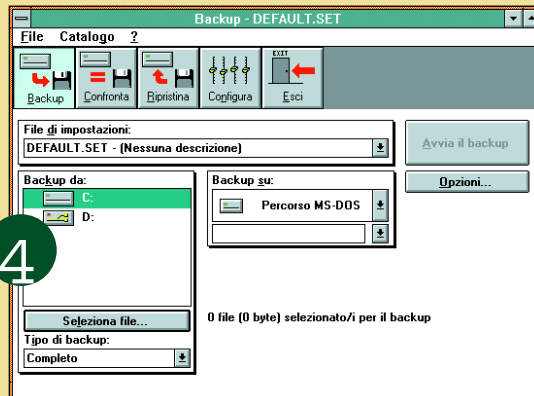 Backup - DEFAULT.SET
File Catalogo ?
EXIT
Backup Confronta Ripristina Configura Esci
File di impostazioni:
DEFAULT.SET - (Nessuna descrizione)
Avvia il backup
Backup da:
Backup su:
Opzioni...
C:
Percorso MS-DOS
D:
4
Seleziona file...
0 file (0 byte) selezionato/i per il backup
Tipo di backup:
Completo